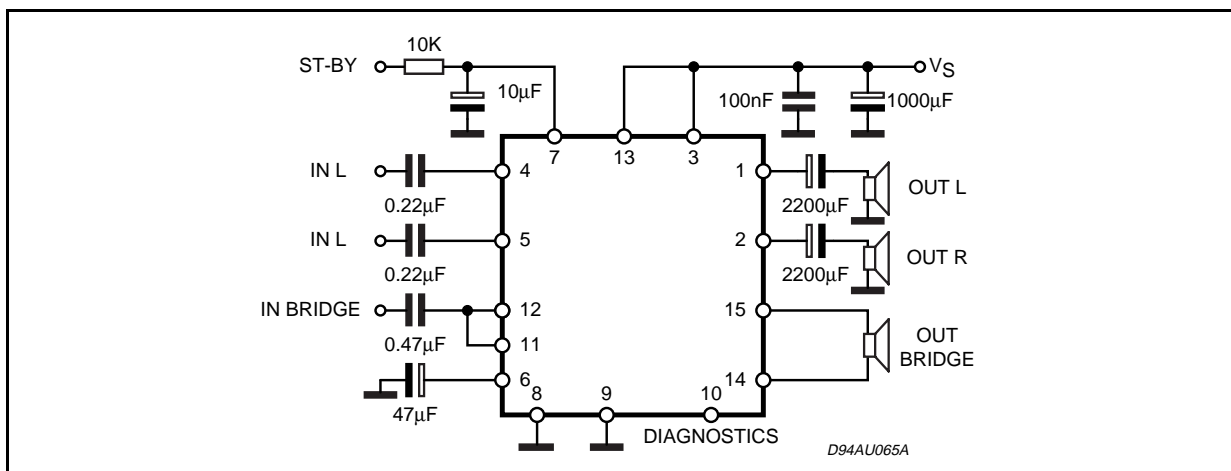 10K
ST-BY
10μF
100nF
1000μF
VS
7
13
3
IN L
0.22μF
4
1
2200μF
OUT L
IN L
0.22μF
5
2
2200μF
OUT R
IN BRIDGE
0.47μF
12
11
15
OUT
BRIDGE
14
47μF
6
8
9
10
DIAGNOSTICS
D94AU065A